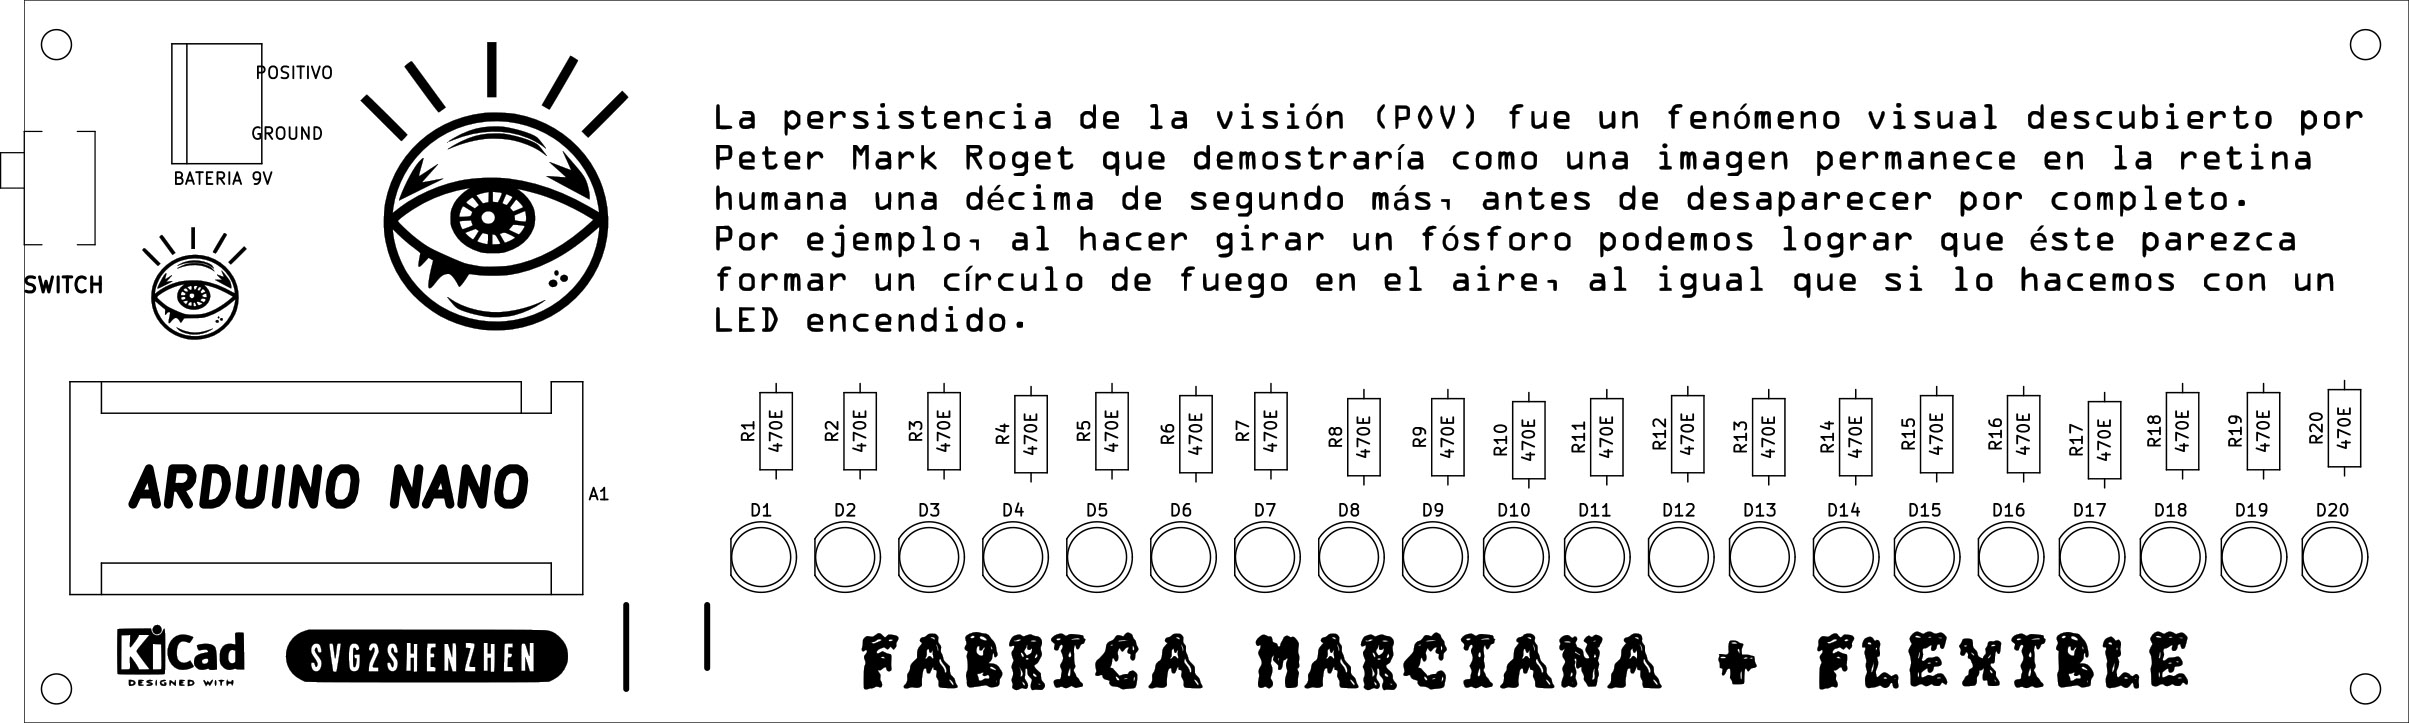 POSITIVO
GROUND
BATERIA 9V
SWITCH
La persistencia de la visión (POV) fue un fenómeno visual descubierto por
Peter Mark Roget que demostraría como una imagen permanece en la retina
humana una décima de segundo más, antes de desaparecer por completo.
Por ejemplo, al hacer girar un fósforo podemos lograr que éste parezca
formar un círculo de fuego en el aire, al igual que si lo hacemos con un
LED encendido.
R1 R2 R3 R4 R5 R6 R7 R8 R9 R10 R11 R12 R13 R14 R15 R16 R17 R18 R19 R20
470E 470E 470E 470E 470E 470E 470E 470E 470E 470E 470E 470E 470E 470E 470E 470E 470E 470E 470E 470E
ARDUINO NANO
A1
D1 D2 D3 D4 D5 D6 D7 D8 D9 D10 D11 D12 D13 D14 D15 D16 D17 D18 D19 D20
KiCad
DESIGNED WITH
SVG2SHENZHEN
FABRICA MARCIANA + FLEXIBLE